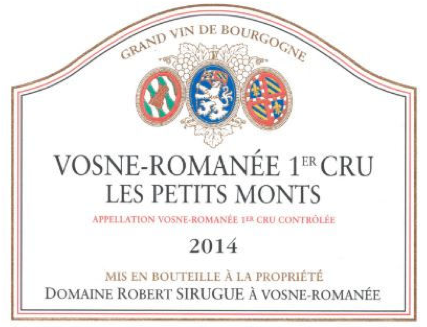 GRAND VIN DE BOURGOGNE
VOSNE-ROMANÉE 1ER CRU
LES PETITS MONTS
APPELLATION VOSNE-ROMANÉE 1ER CRU CONTRÔLÉE
2014
MIS EN BOUTEILLE À LA PROPRIÉTÉ
DOMAINE ROBERT SIRUGUE À VOSNE-ROMANÉE